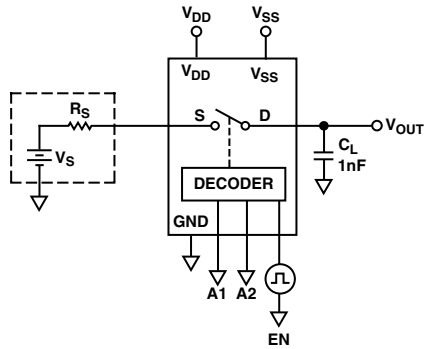 VDD VSS
VDD VSS
RS
S D
VOUT
VS
CL
1nF
DECODER
GND
A1 A2
EN